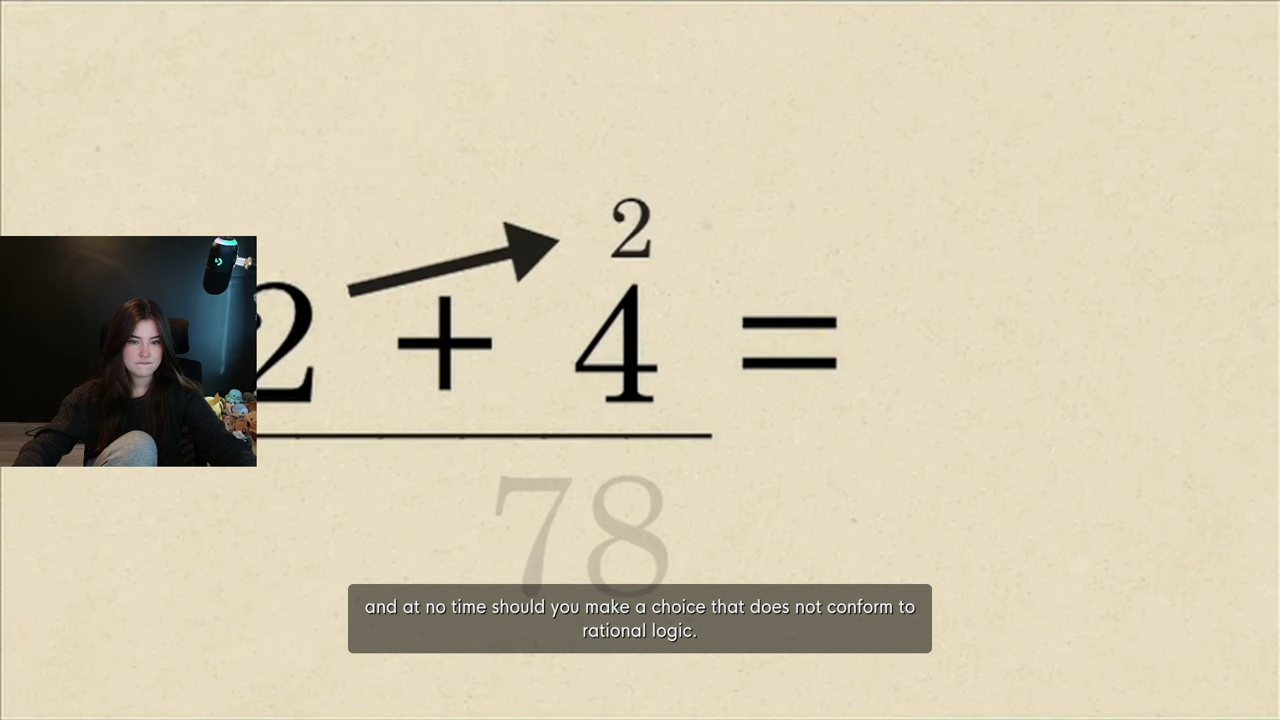 2
2 + 4 =
78
and at no time should you make a choice that does not conform to
rational logic.